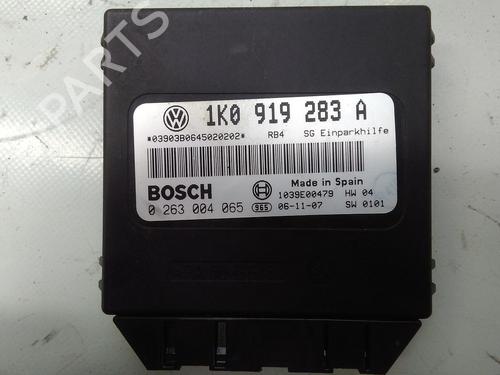 PARTS
1K0 919 283 A
*03903B0645020202* RB4 SG Einparkhilfe
Made in Spain
BOSCH
1039E00479 HW 04
0 263 004 065 965 06-11-07 SW 0101